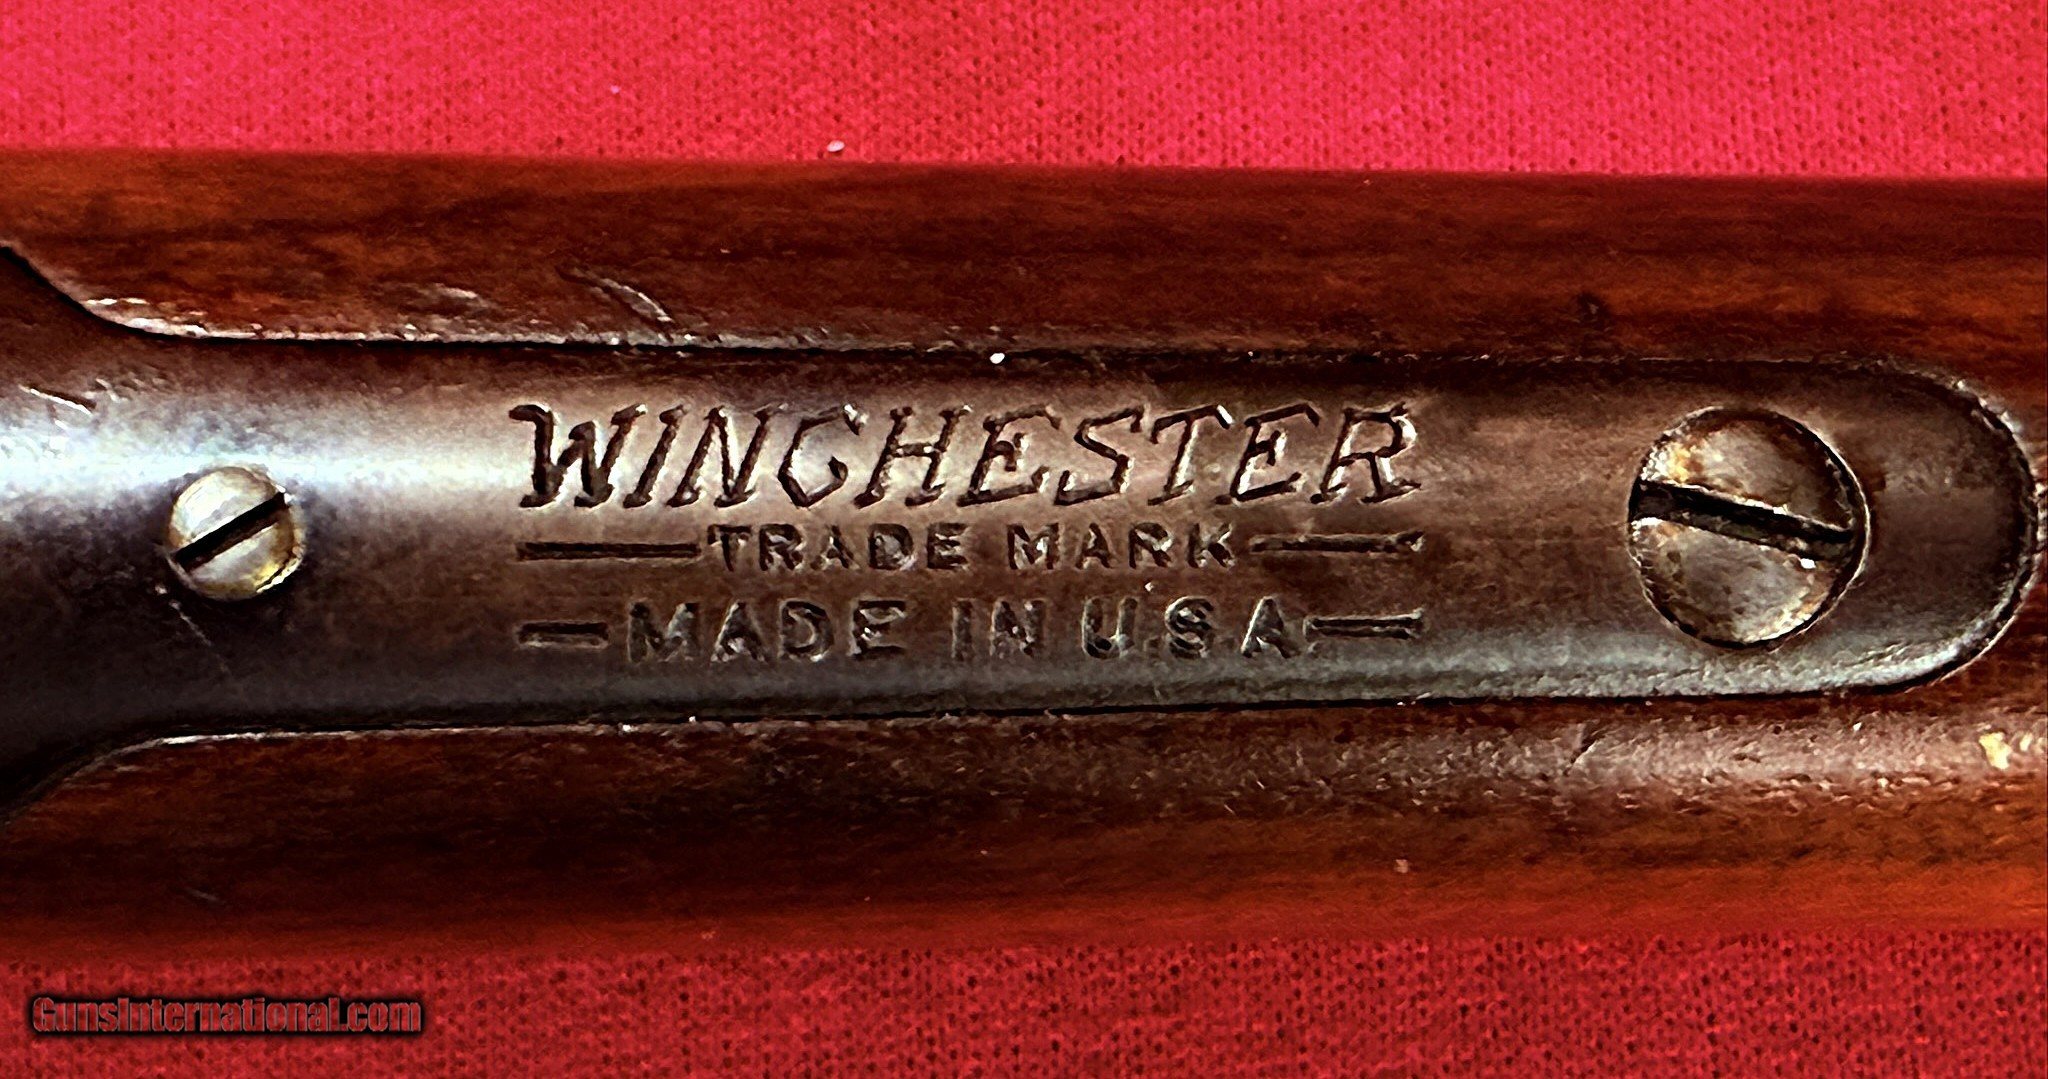 WINCHESTER
TRADE MARK
MADE IN U.S.A.
GunsInternational.com